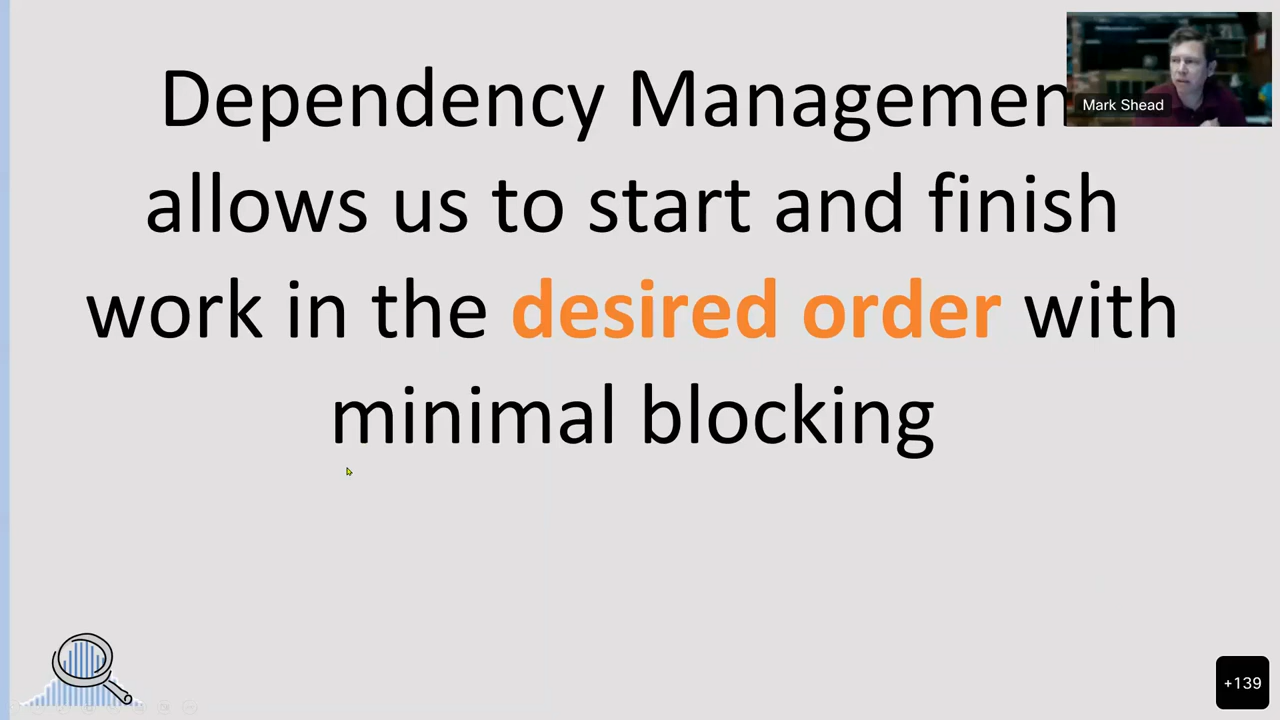 Dependency Managemen
allows us to start and finish
work in the desired order with
minimal blocking
Mark Shead
+139